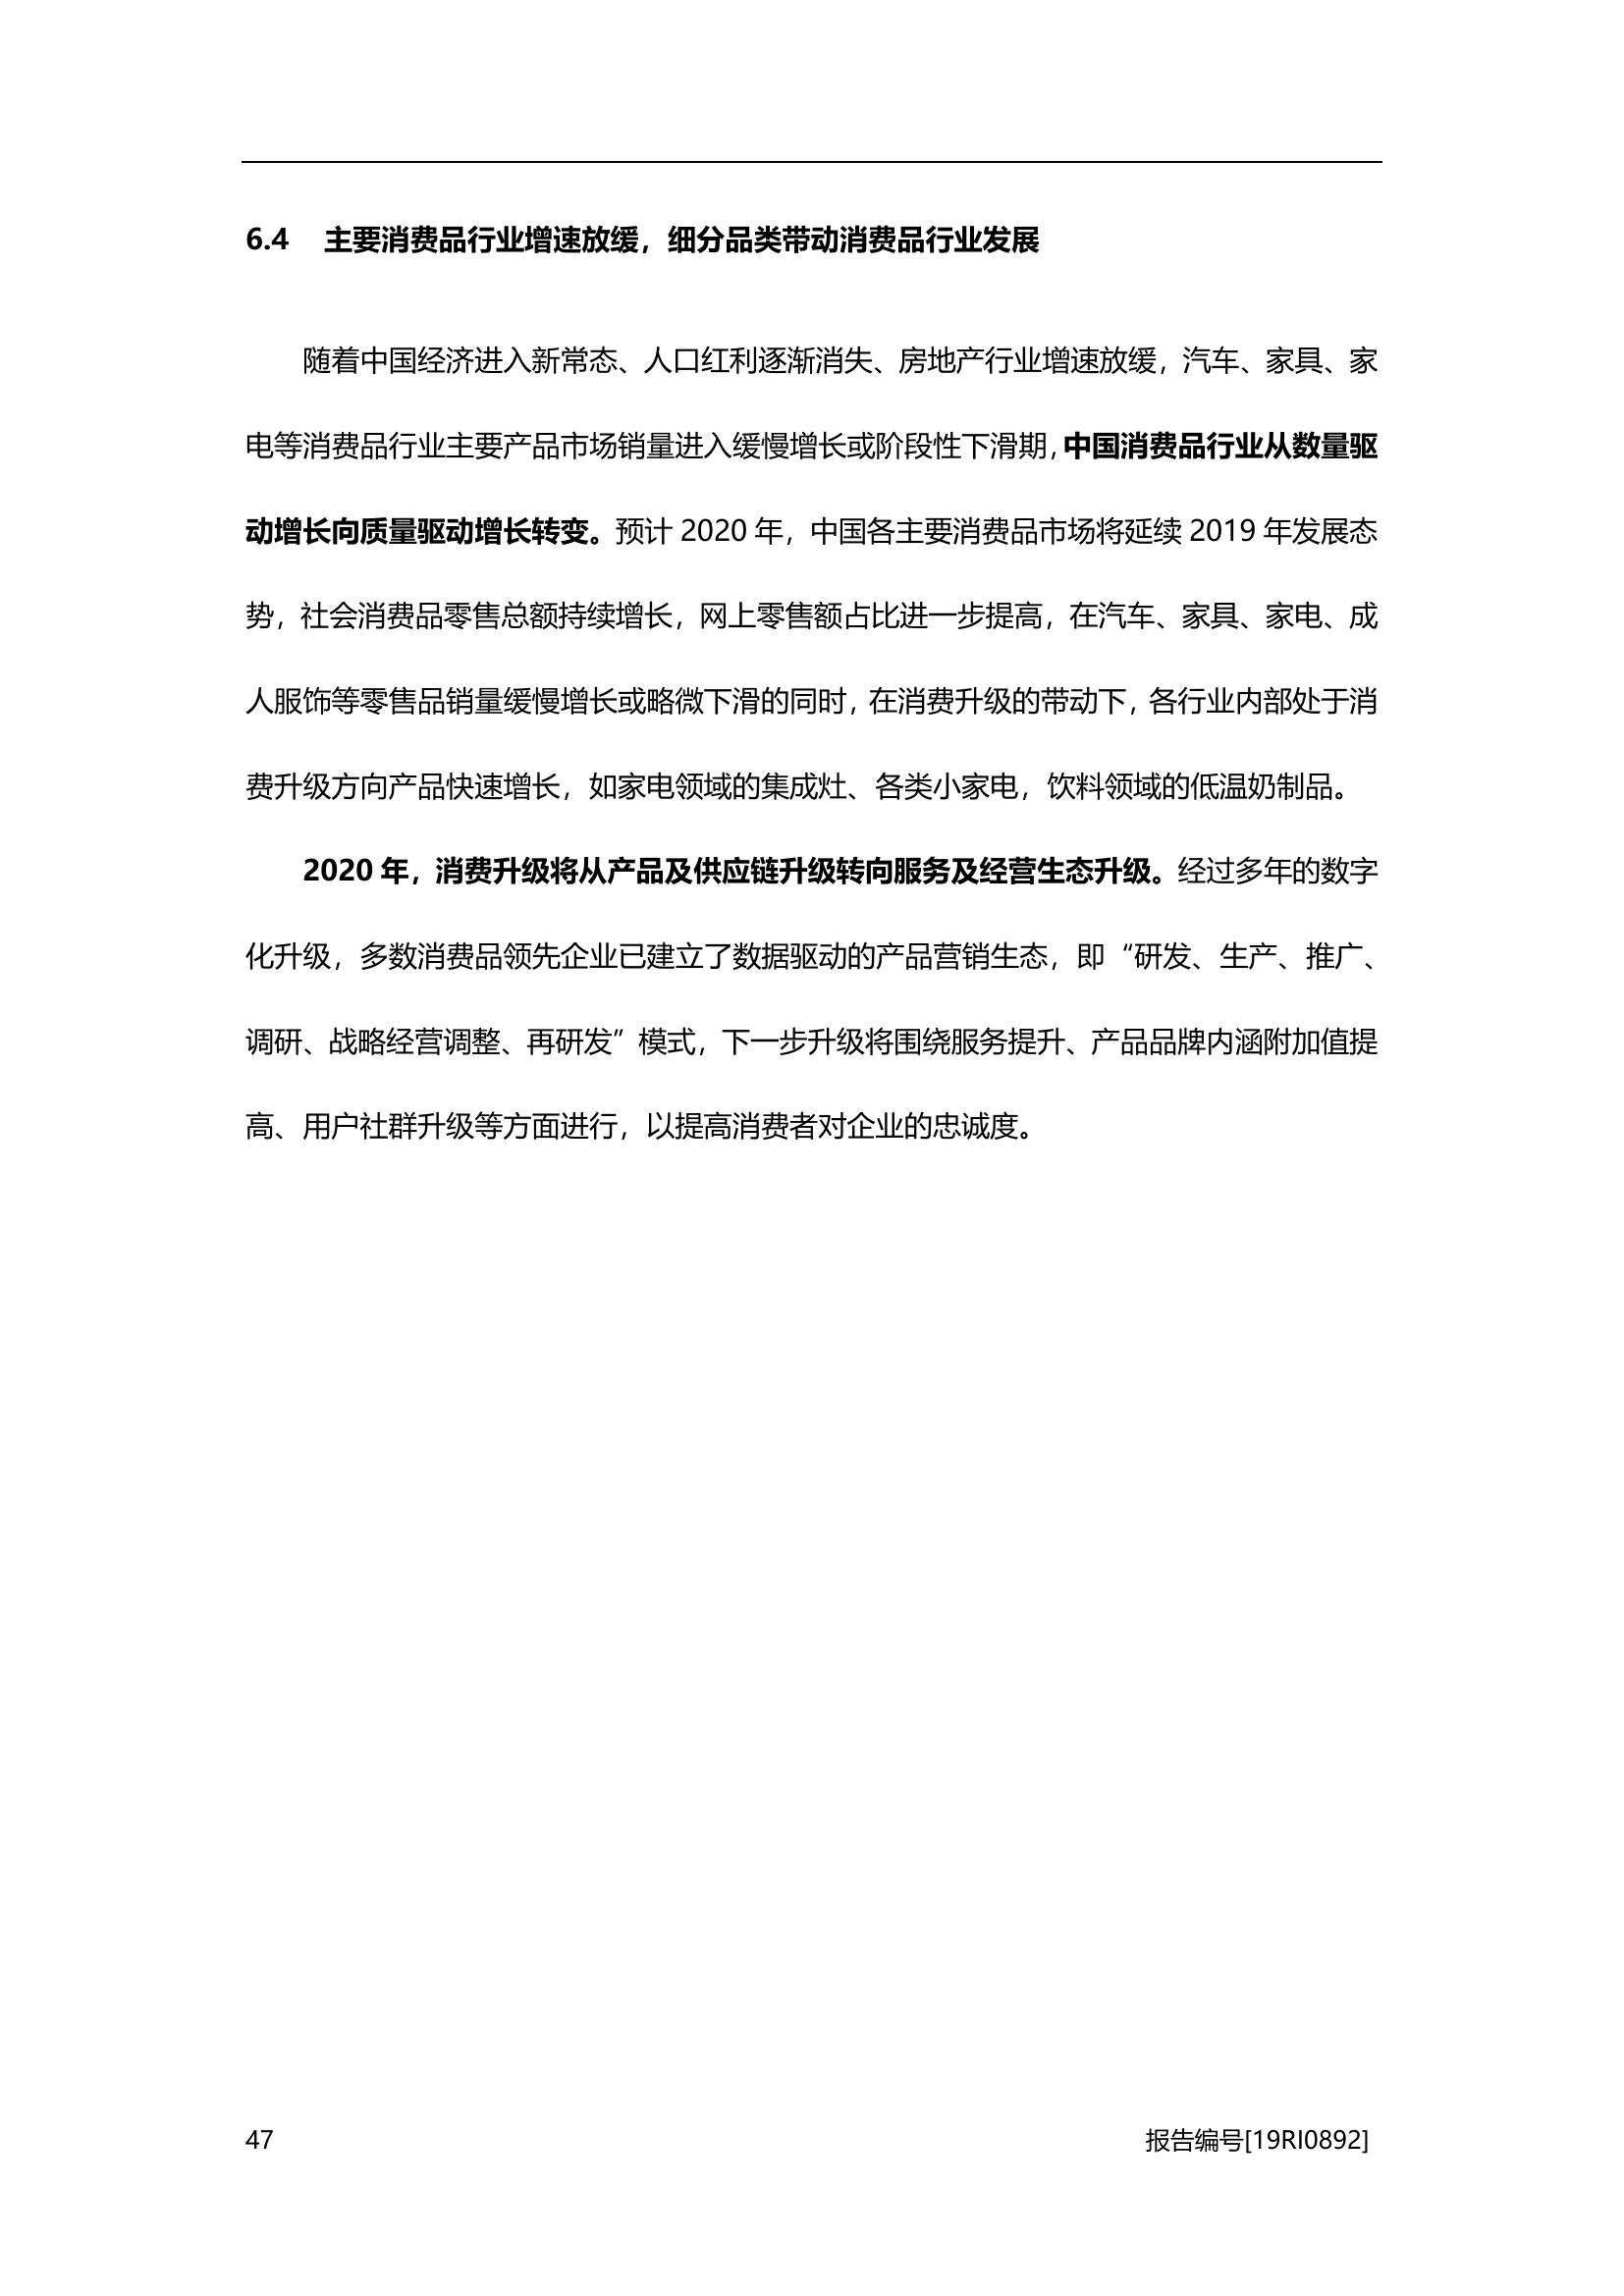 6.4 主要消费品行业增速放缓，细分品类带动消费品行业发展
随着中国经济进入新常态、人口红利逐渐消失、房地产行业增速放缓，汽车、家具、家
电等消费品行业主要产品市场销量进入缓慢增长或阶段性下滑期，中国消费品行业从数量驱
动增长向质量驱动增长转变。预计 2020 年，中国各主要消费品市场将延续 2019 年发展态
势，社会消费品零售总额持续增长，网上零售额占比进一步提高，在汽车、家具、家电、成
人服饰等零售品销量缓慢增长或略微下滑的同时，在消费升级的带动下，各行业内部处于消
费升级方向产品快速增长，如家电领域的集成灶、各类小家电，饮料领域的低温奶制品。
2020 年，消费升级将从产品及供应链升级转向服务及经营生态升级。经过多年的数字
化升级，多数消费品领先企业已建立了数据驱动的产品营销生态，即“研发、生产、推广、
调研、战略经营调整、再研发”模式，下一步升级将围绕服务提升、产品品牌内涵附加值提
高、用户社群升级等方面进行，以提高消费者对企业的忠诚度。
47 报告编号[19RI0892]